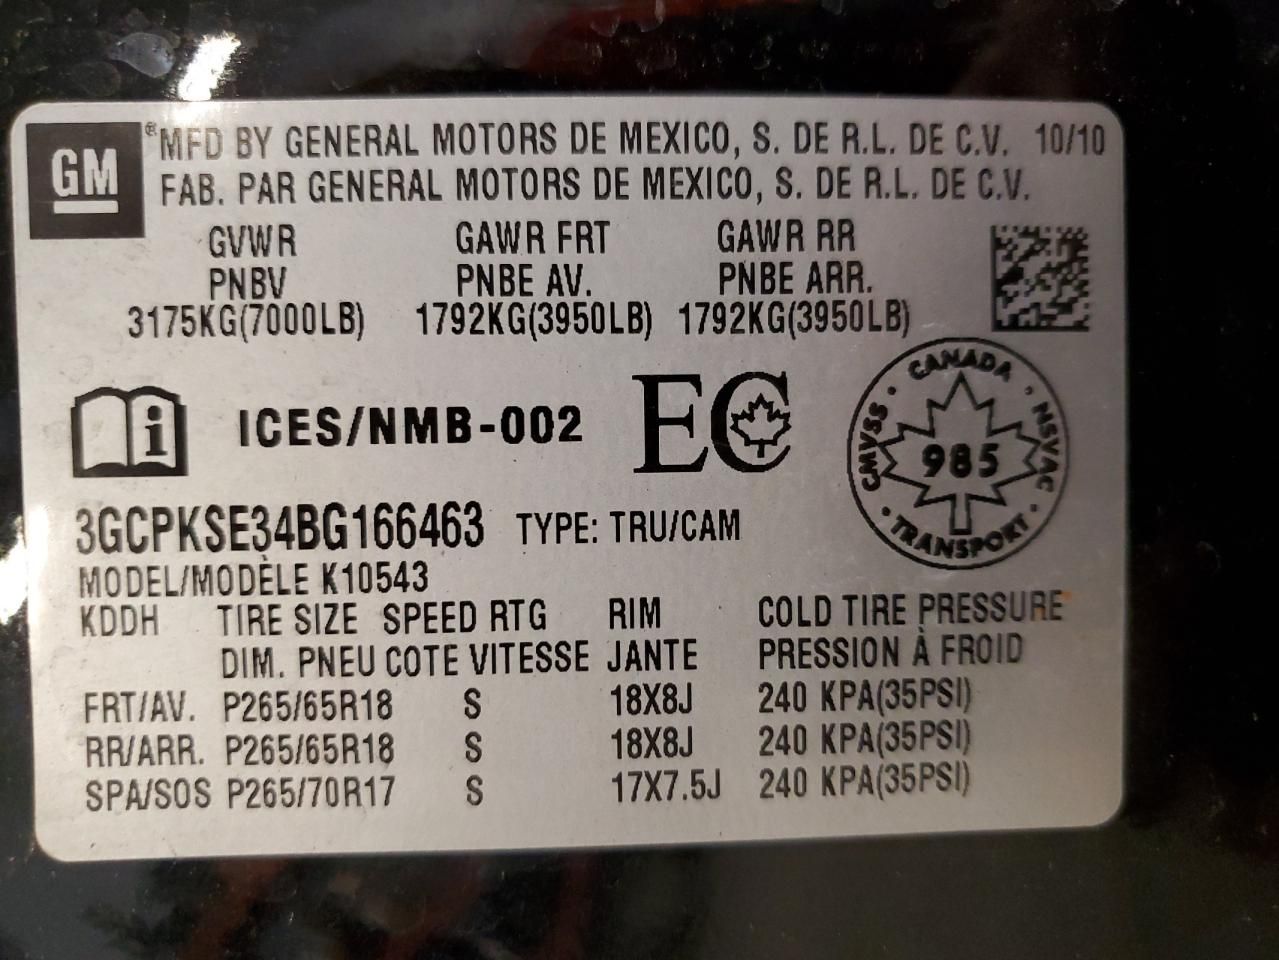 GM
®MFD BY GENERAL MOTORS DE MEXICO, S. DE R.L. DE C.V. 10/10
FAB. PAR GENERAL MOTORS DE MEXICO, S. DE R.L. DE C.V.
GVWR GAWR FRT GAWR RR
PNBV PNBE AV. PNBE ARR.
3175KG(7000LB) 1792KG(3950LB) 1792KG(3950LB)
i ICES/NMB-002 EC
CANADA
CMVSS 985 NSVAC
TRANSPORT
3GCPKSE34BG166463 TYPE: TRU/CAM
MODEL/MODÈLE K10543
KDDH TIRE SIZE SPEED RTG RIM COLD TIRE PRESSURE
DIM. PNEU COTE VITESSE JANTE PRESSION À FROID
FRT/AV. P265/65R18 S 18X8J 240 KPA(35PSI)
RR/ARR. P265/65R18 S 18X8J 240 KPA(35PSI)
SPA/SOS P265/70R17 S 17X7.5J 240 KPA(35PSI)